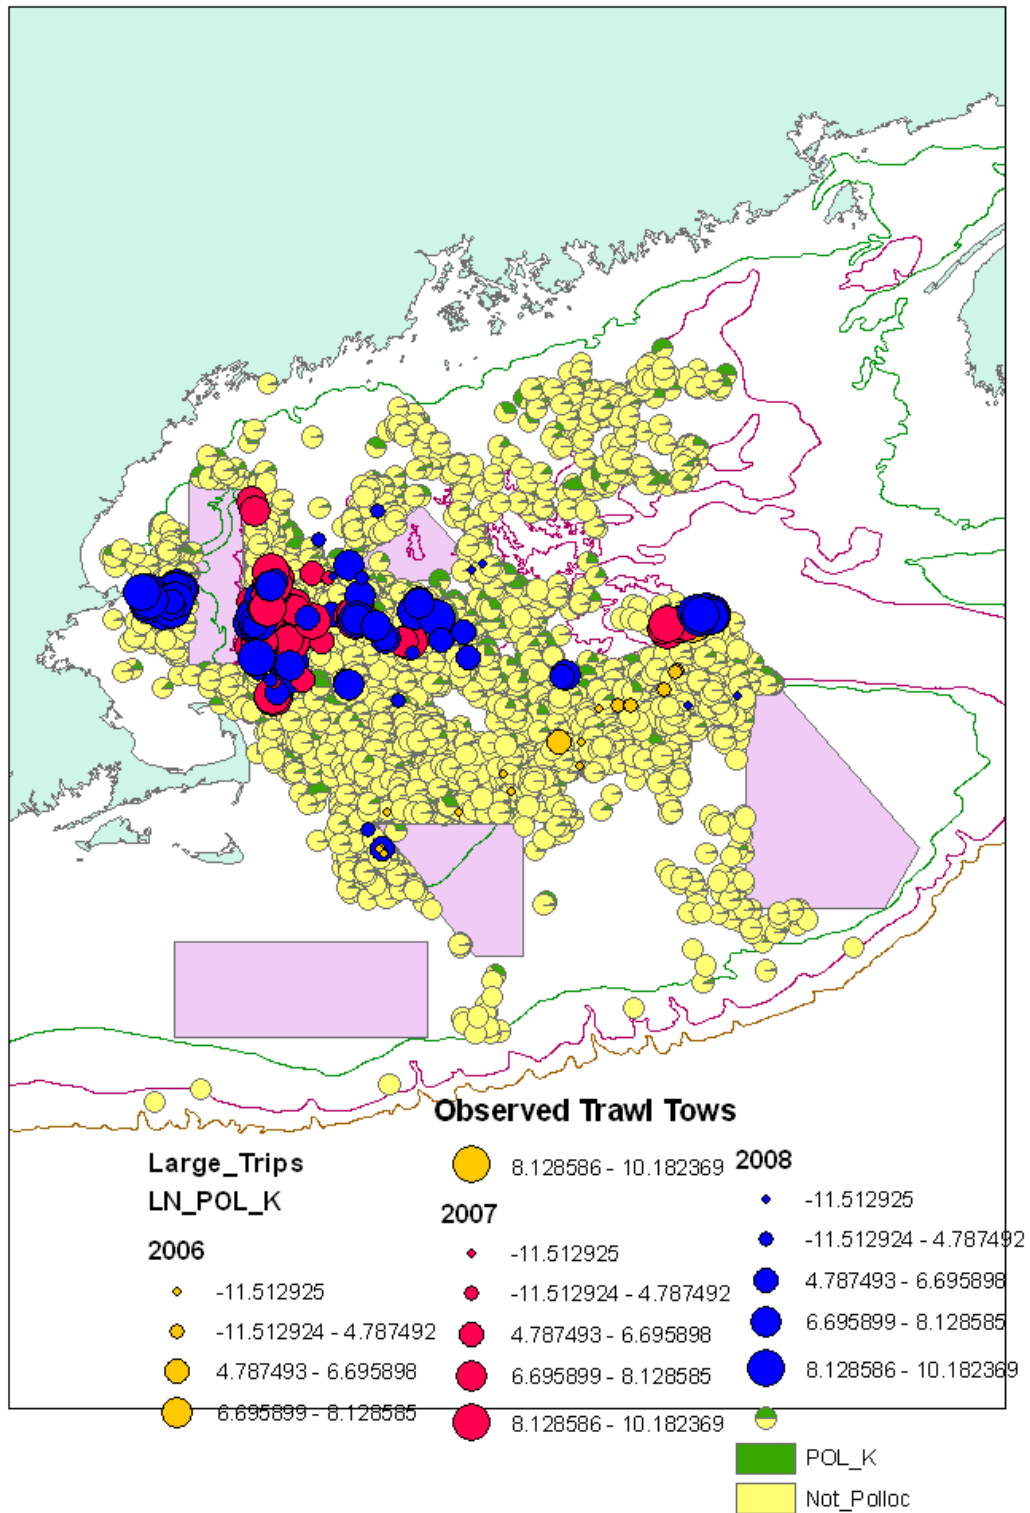 Observed Trawl Tows
Large_Trips
LN_POL_K
2006
-11.512925
-11.512924 - 4.787492
4.787493 - 6.695898
6.695899 - 8.128585
8.128586 - 10.182369
2007
-11.512925
-11.512924 - 4.787492
4.787493 - 6.695898
6.695899 - 8.128585
8.128586 - 10.182369
2008
-11.512925
-11.512924 - 4.787492
4.787493 - 6.695898
6.695899 - 8.128585
8.128586 - 10.182369
POL_K
Not_Polloc